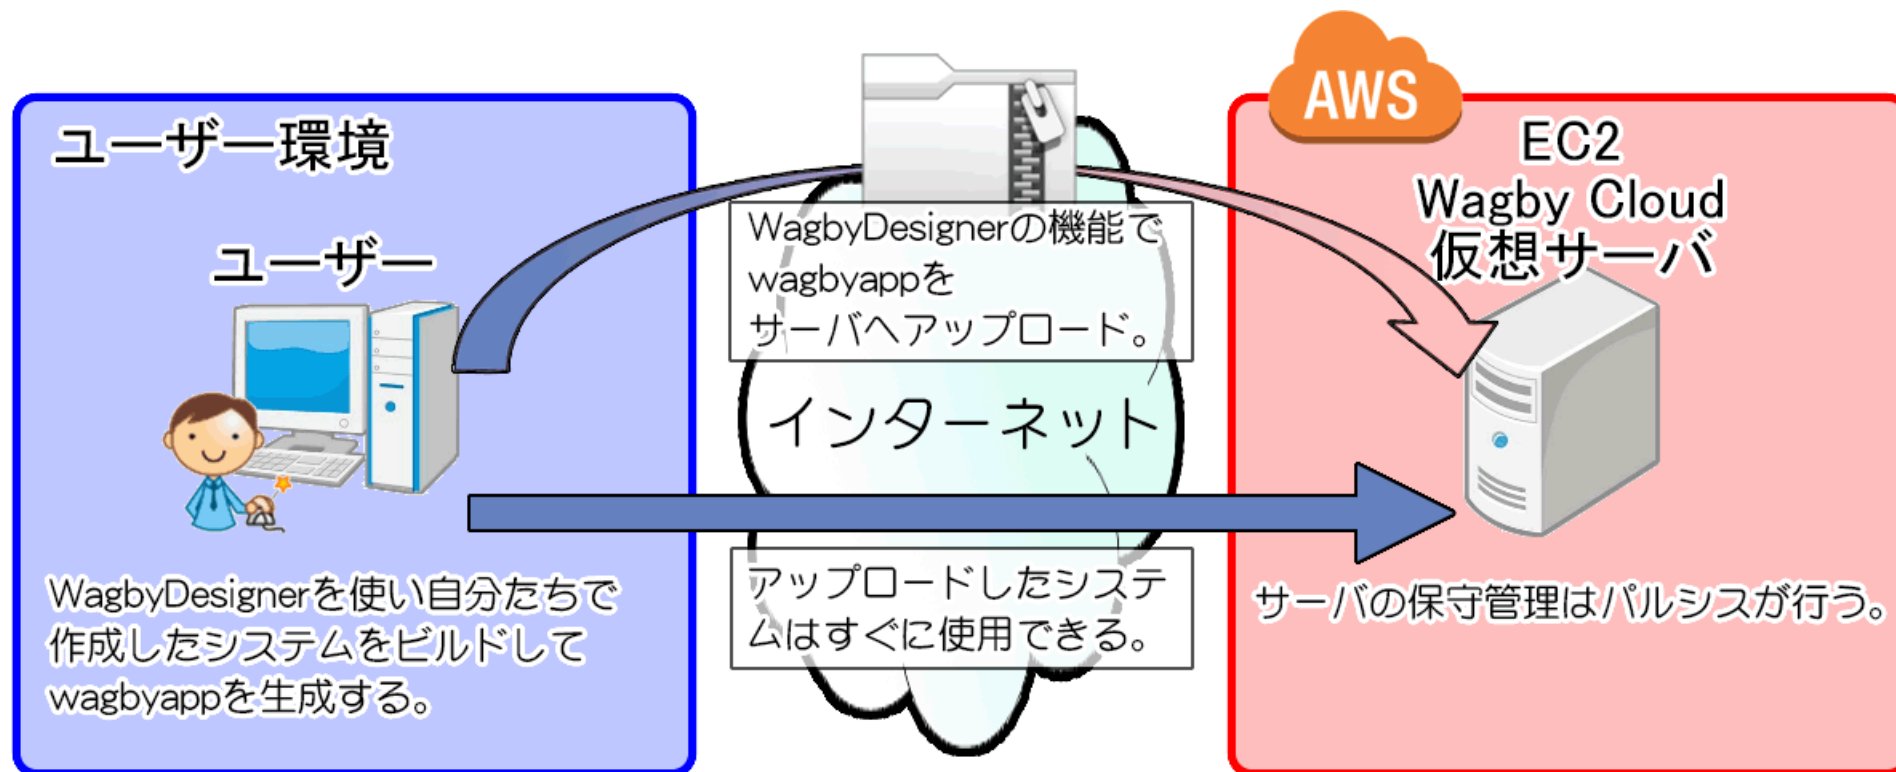 ユーザー環境
ユーザー
WagbyDesignerを使い自分たちで
作成したシステムをビルドして
wagbyappを生成する。
WagbyDesignerの機能で
wagbyappを
サーバへアップロード。
インターネット
アップロードしたシステ
ムはすぐに使用できる。
AWS
EC2
Wagby Cloud
仮想サーバ
サーバの保守管理はパルシスが行う。